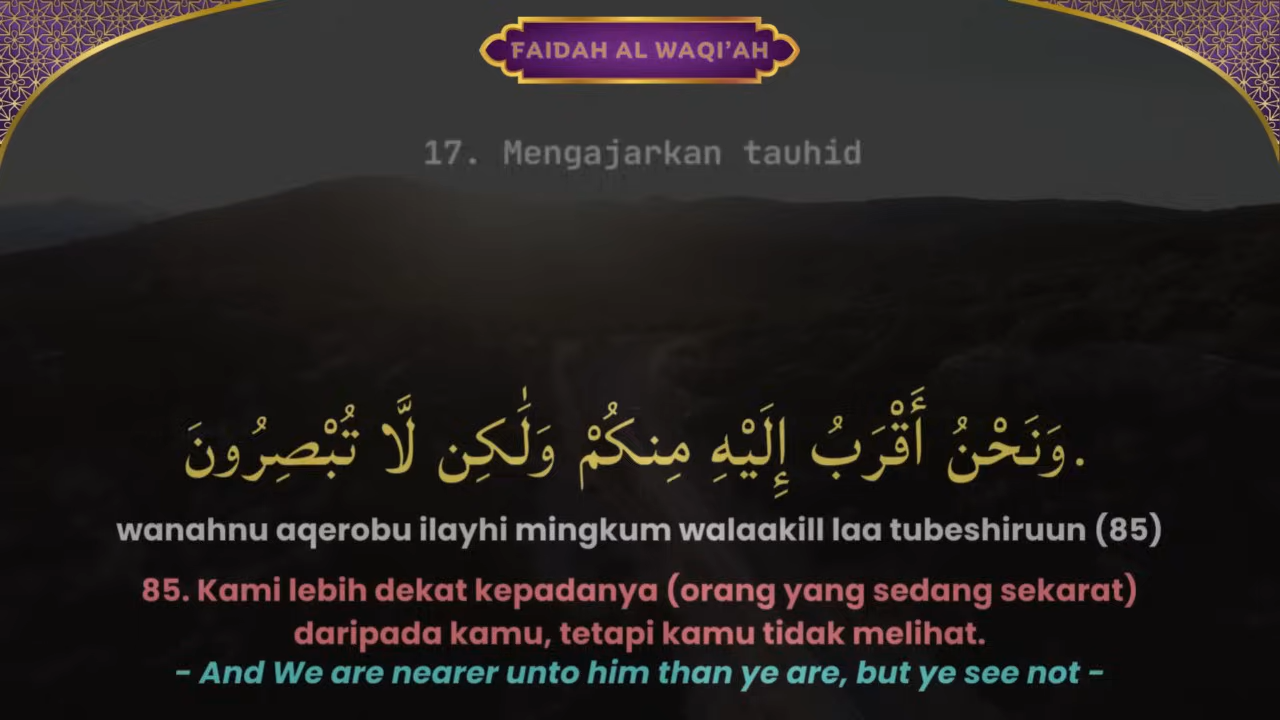 FAIDAH AL WAQI'AH
17. Mengajarkan tauhid
وَنَحْنُ أَقْرَبُ إِلَيْهِ مِنكُمْ وَلَٰكِن لَّا تُبْصِرُونَ.
wanahnu aqerobu ilayhi mingkum walaakill laa tubeshiruun (85)
85. Kami lebih dekat kepadanya (orang yang sedang sekarat)
daripada kamu, tetapi kamu tidak melihat.
- And We are nearer unto him than ye are, but ye see not -